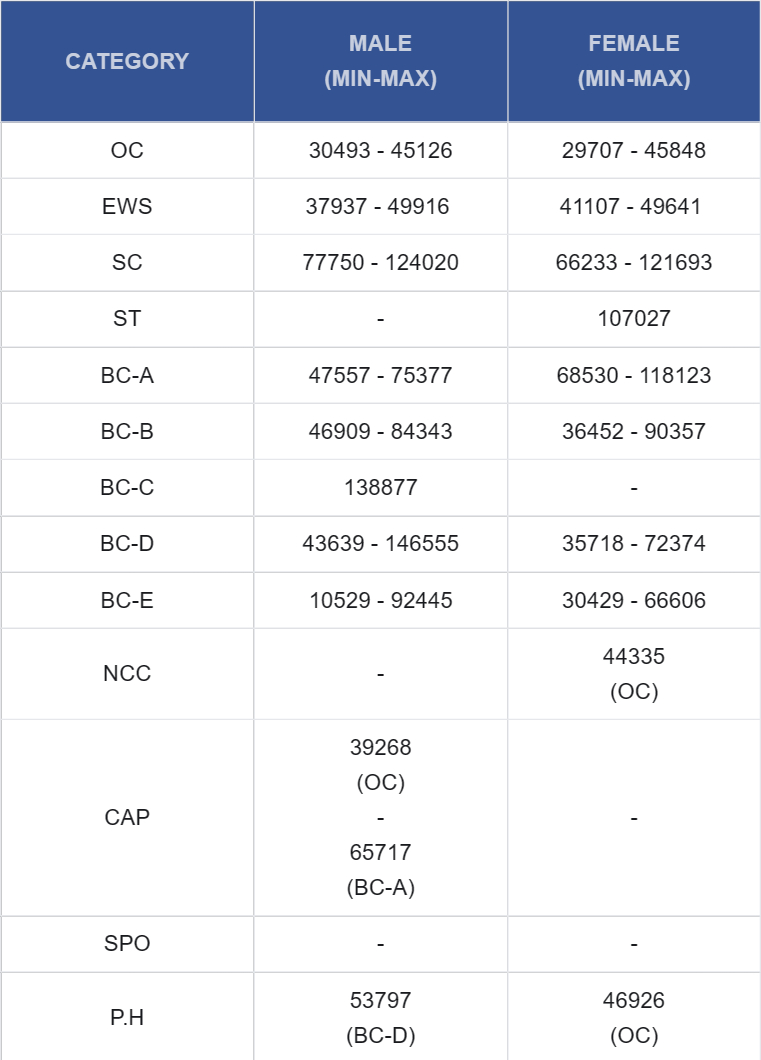 CATEGORY MALE (MIN-MAX) FEMALE (MIN-MAX)
OC 30493 - 45126 29707 - 45848
EWS 37937 - 49916 41107 - 49641
SC 77750 - 124020 66233 - 121693
ST - 107027
BC-A 47557 - 75377 68530 - 118123
BC-B 46909 - 84343 36452 - 90357
BC-C 138877 -
BC-D 43639 - 146555 35718 - 72374
BC-E 10529 - 92445 30429 - 66606
NCC - 44335 (OC)
CAP 39268 (OC) - 65717 (BC-A) -
SPO - -
P.H 53797 (BC-D) 46926 (OC)